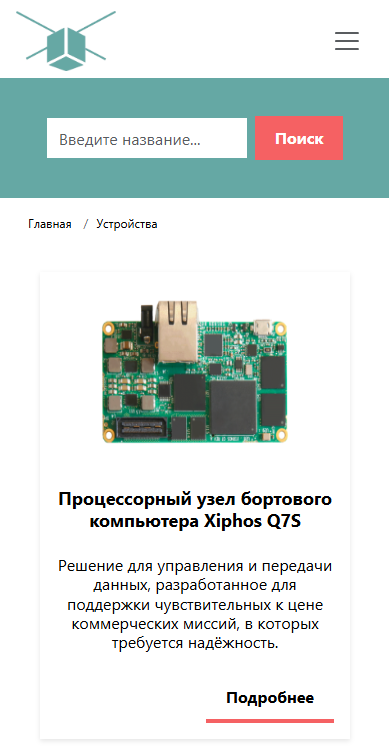 Введите название...
Поиск
Главная / Устройства
Процессорный узел бортового
компьютера Xiphos Q7S
Решение для управления и передачи
данных, разработанное для
поддержки чувствительных к цене
коммерческих миссий, в которых
требуется надёжность.
Подробнее